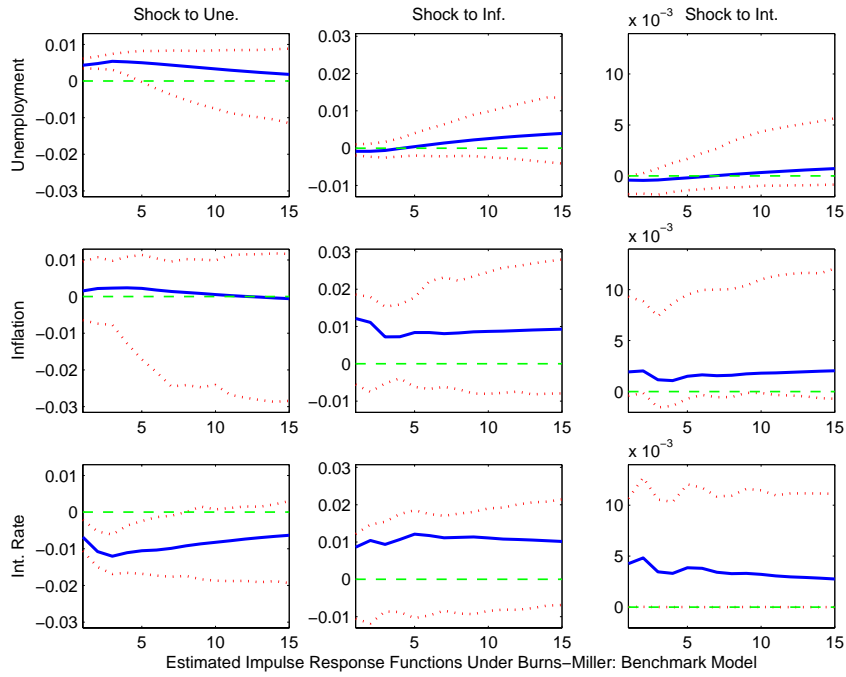 Shock to Une. Shock to Inf. Shock to Int.
x 10⁻³
0.01 0.03 10
0 0.02
−0.01 0.01 5
−0.02 0
−0.03 −0.01 0
Unemployment
5 10 15 5 10 15 5 10 15
x 10⁻³
0.01 0.03 10
0 0.02
−0.01 0.01 5
−0.02 0
−0.03 −0.01 0
Inflation
5 10 15 5 10 15 5 10 15
x 10⁻³
0.01 0.03 10
0 0.02
−0.01 0.01 5
−0.02 0
−0.03 −0.01 0
Int. Rate
5 10 15 5 10 15 5 10 15
Estimated Impulse Response Functions Under Burns−Miller: Benchmark Model